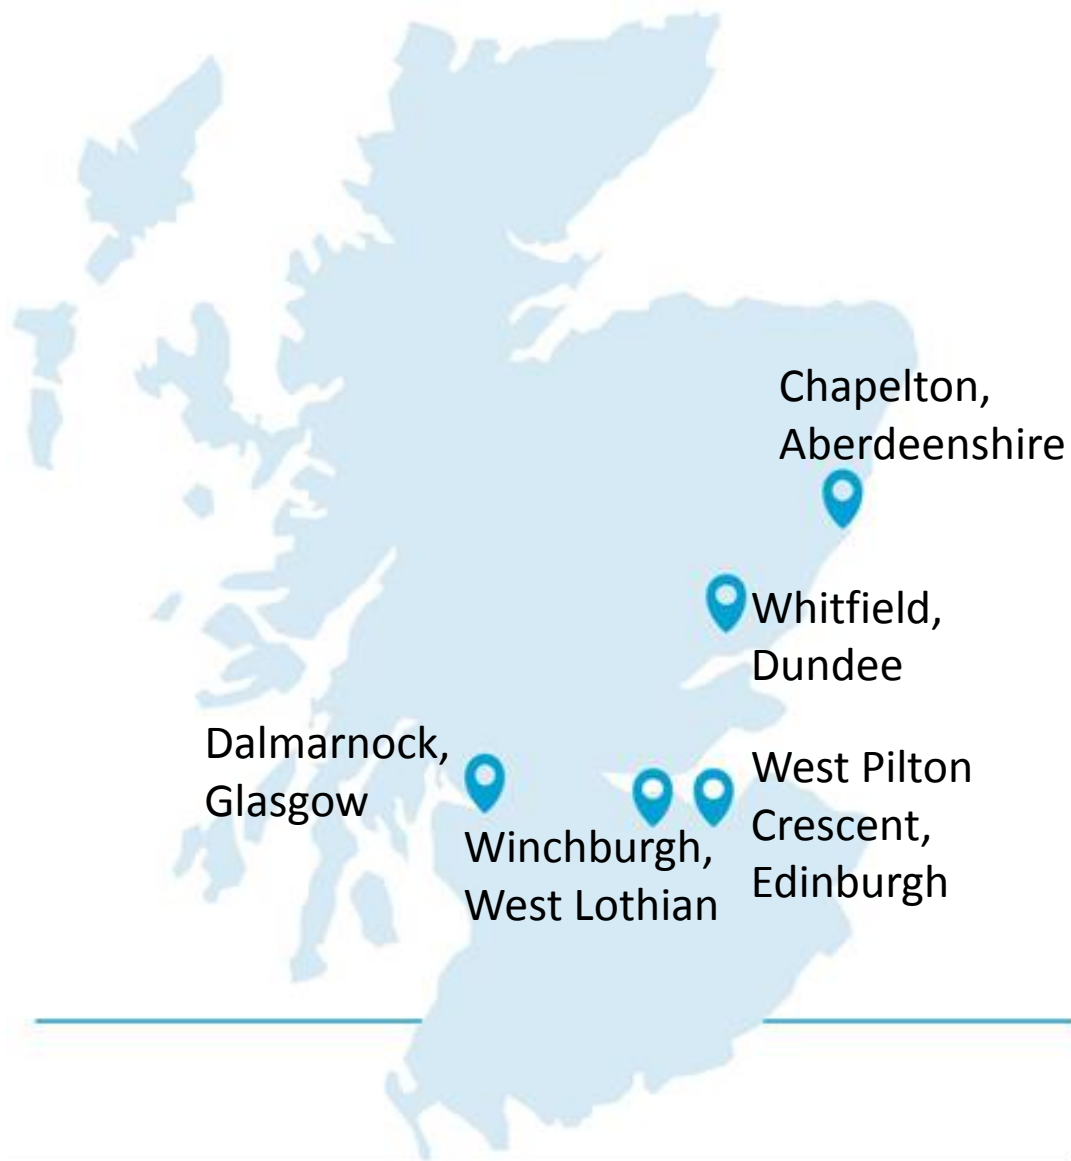 Chapelton,
Aberdeenshire
Whitfield,
Dundee
Dalmarnock,
Glasgow
West Pilton
Crescent,
Edinburgh
Winchburgh,
West Lothian